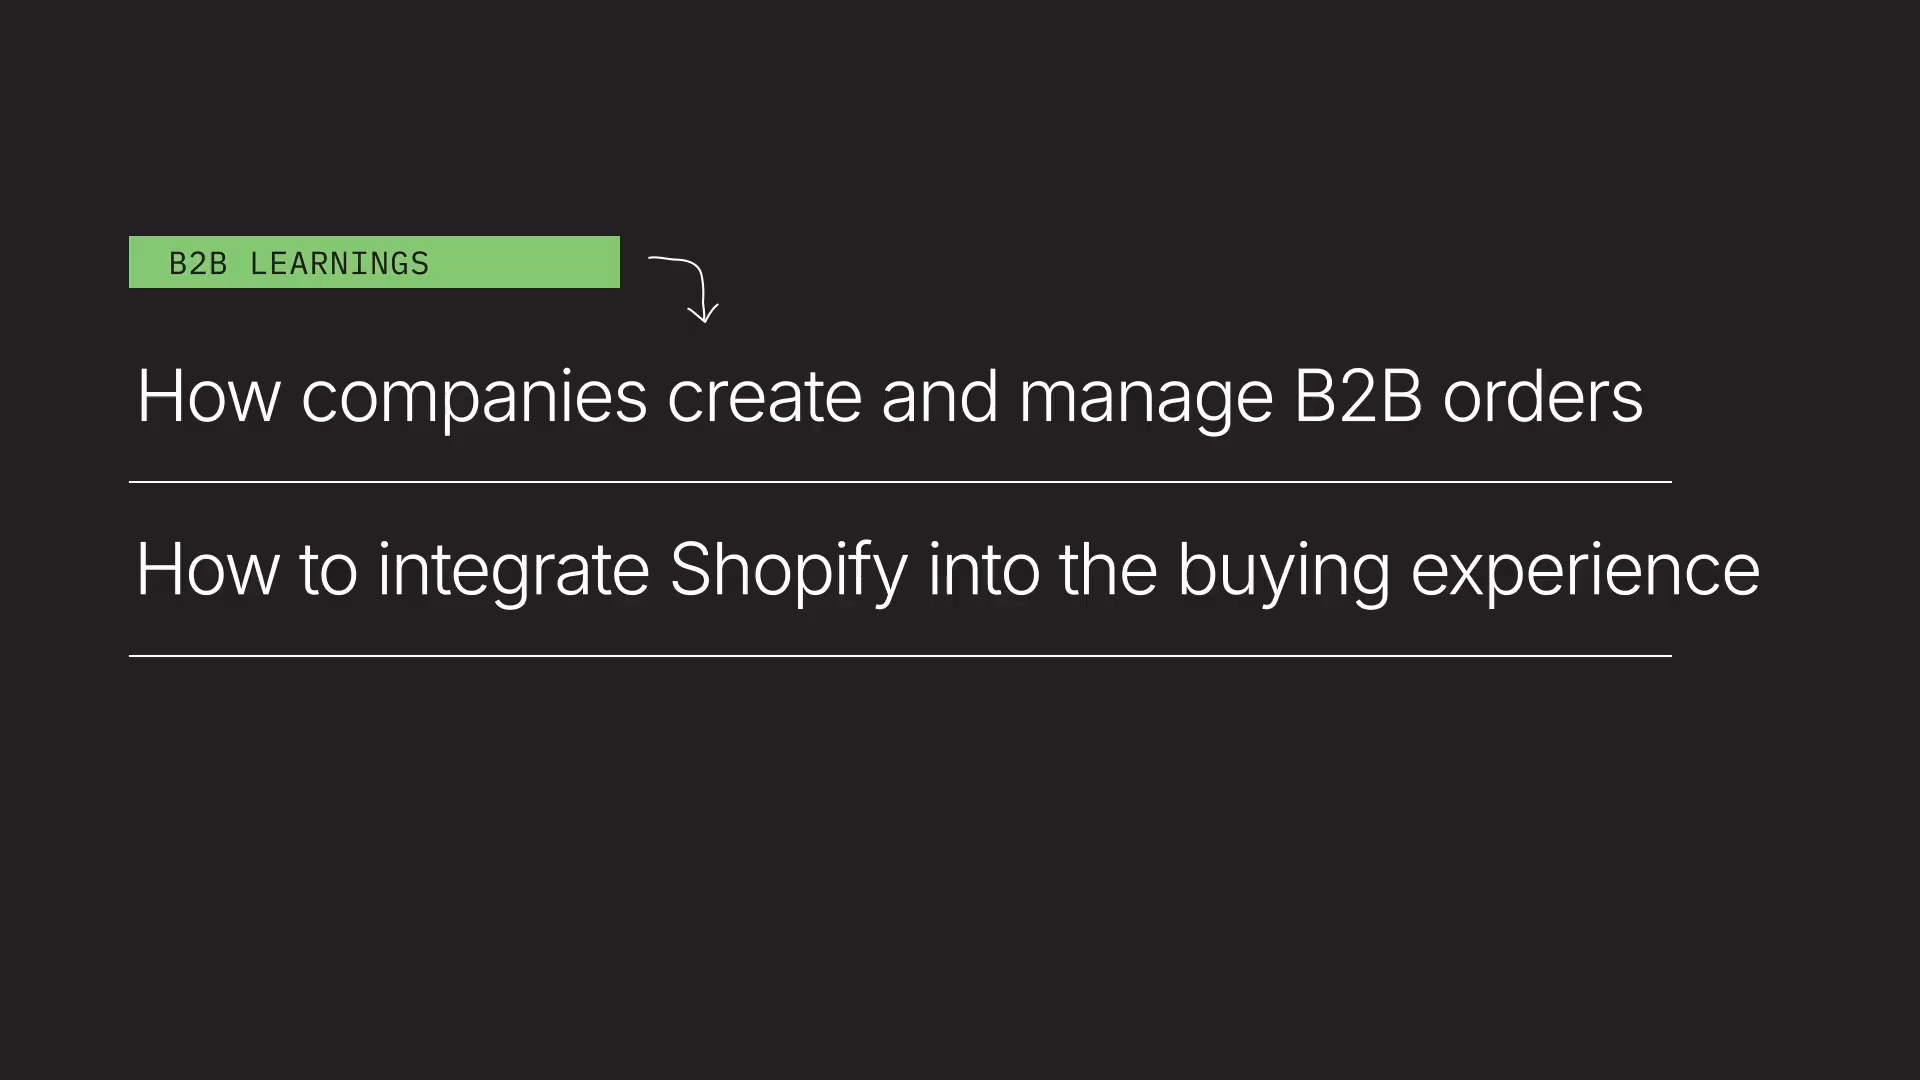 B2B LEARNINGS
How companies create and manage B2B orders
How to integrate Shopify into the buying experience